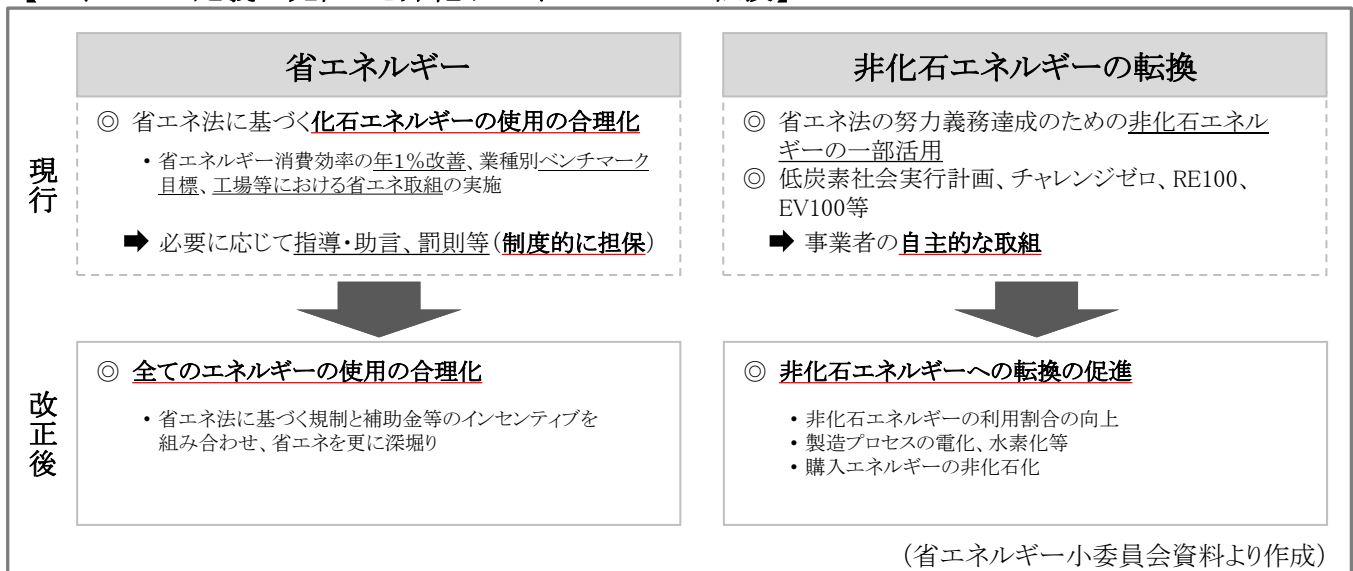 省エネルギー
非化石エネルギーの転換
現行
◎ 省エネ法に基づく化石エネルギーの使用の合理化
・省エネルギー消費効率の年1%改善、業種別ベンチマーク
目標、工場等における省エネ取組の実施
➡ 必要に応じて指導・助言、罰則等(制度的に担保)
◎ 省エネ法の努力義務達成のための非化石エネル
ギーの一部活用
◎ 低炭素社会実行計画、チャレンジゼロ、RE100、
EV100等
➡ 事業者の自主的な取組
改正後
◎ 全てのエネルギーの使用の合理化
・省エネ法に基づく規制と補助金等のインセンティブを
組み合わせ、省エネを更に深堀り
◎ 非化石エネルギーへの転換の促進
・非化石エネルギーの利用割合の向上
・製造プロセスの電化、水素化等
・購入エネルギーの非化石化
(省エネルギー小委員会資料より作成)